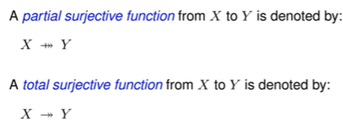 A partial surjective function from X to Y is denoted by:
X ⤀ Y
A total surjective function from X to Y is denoted by:
X ↠ Y